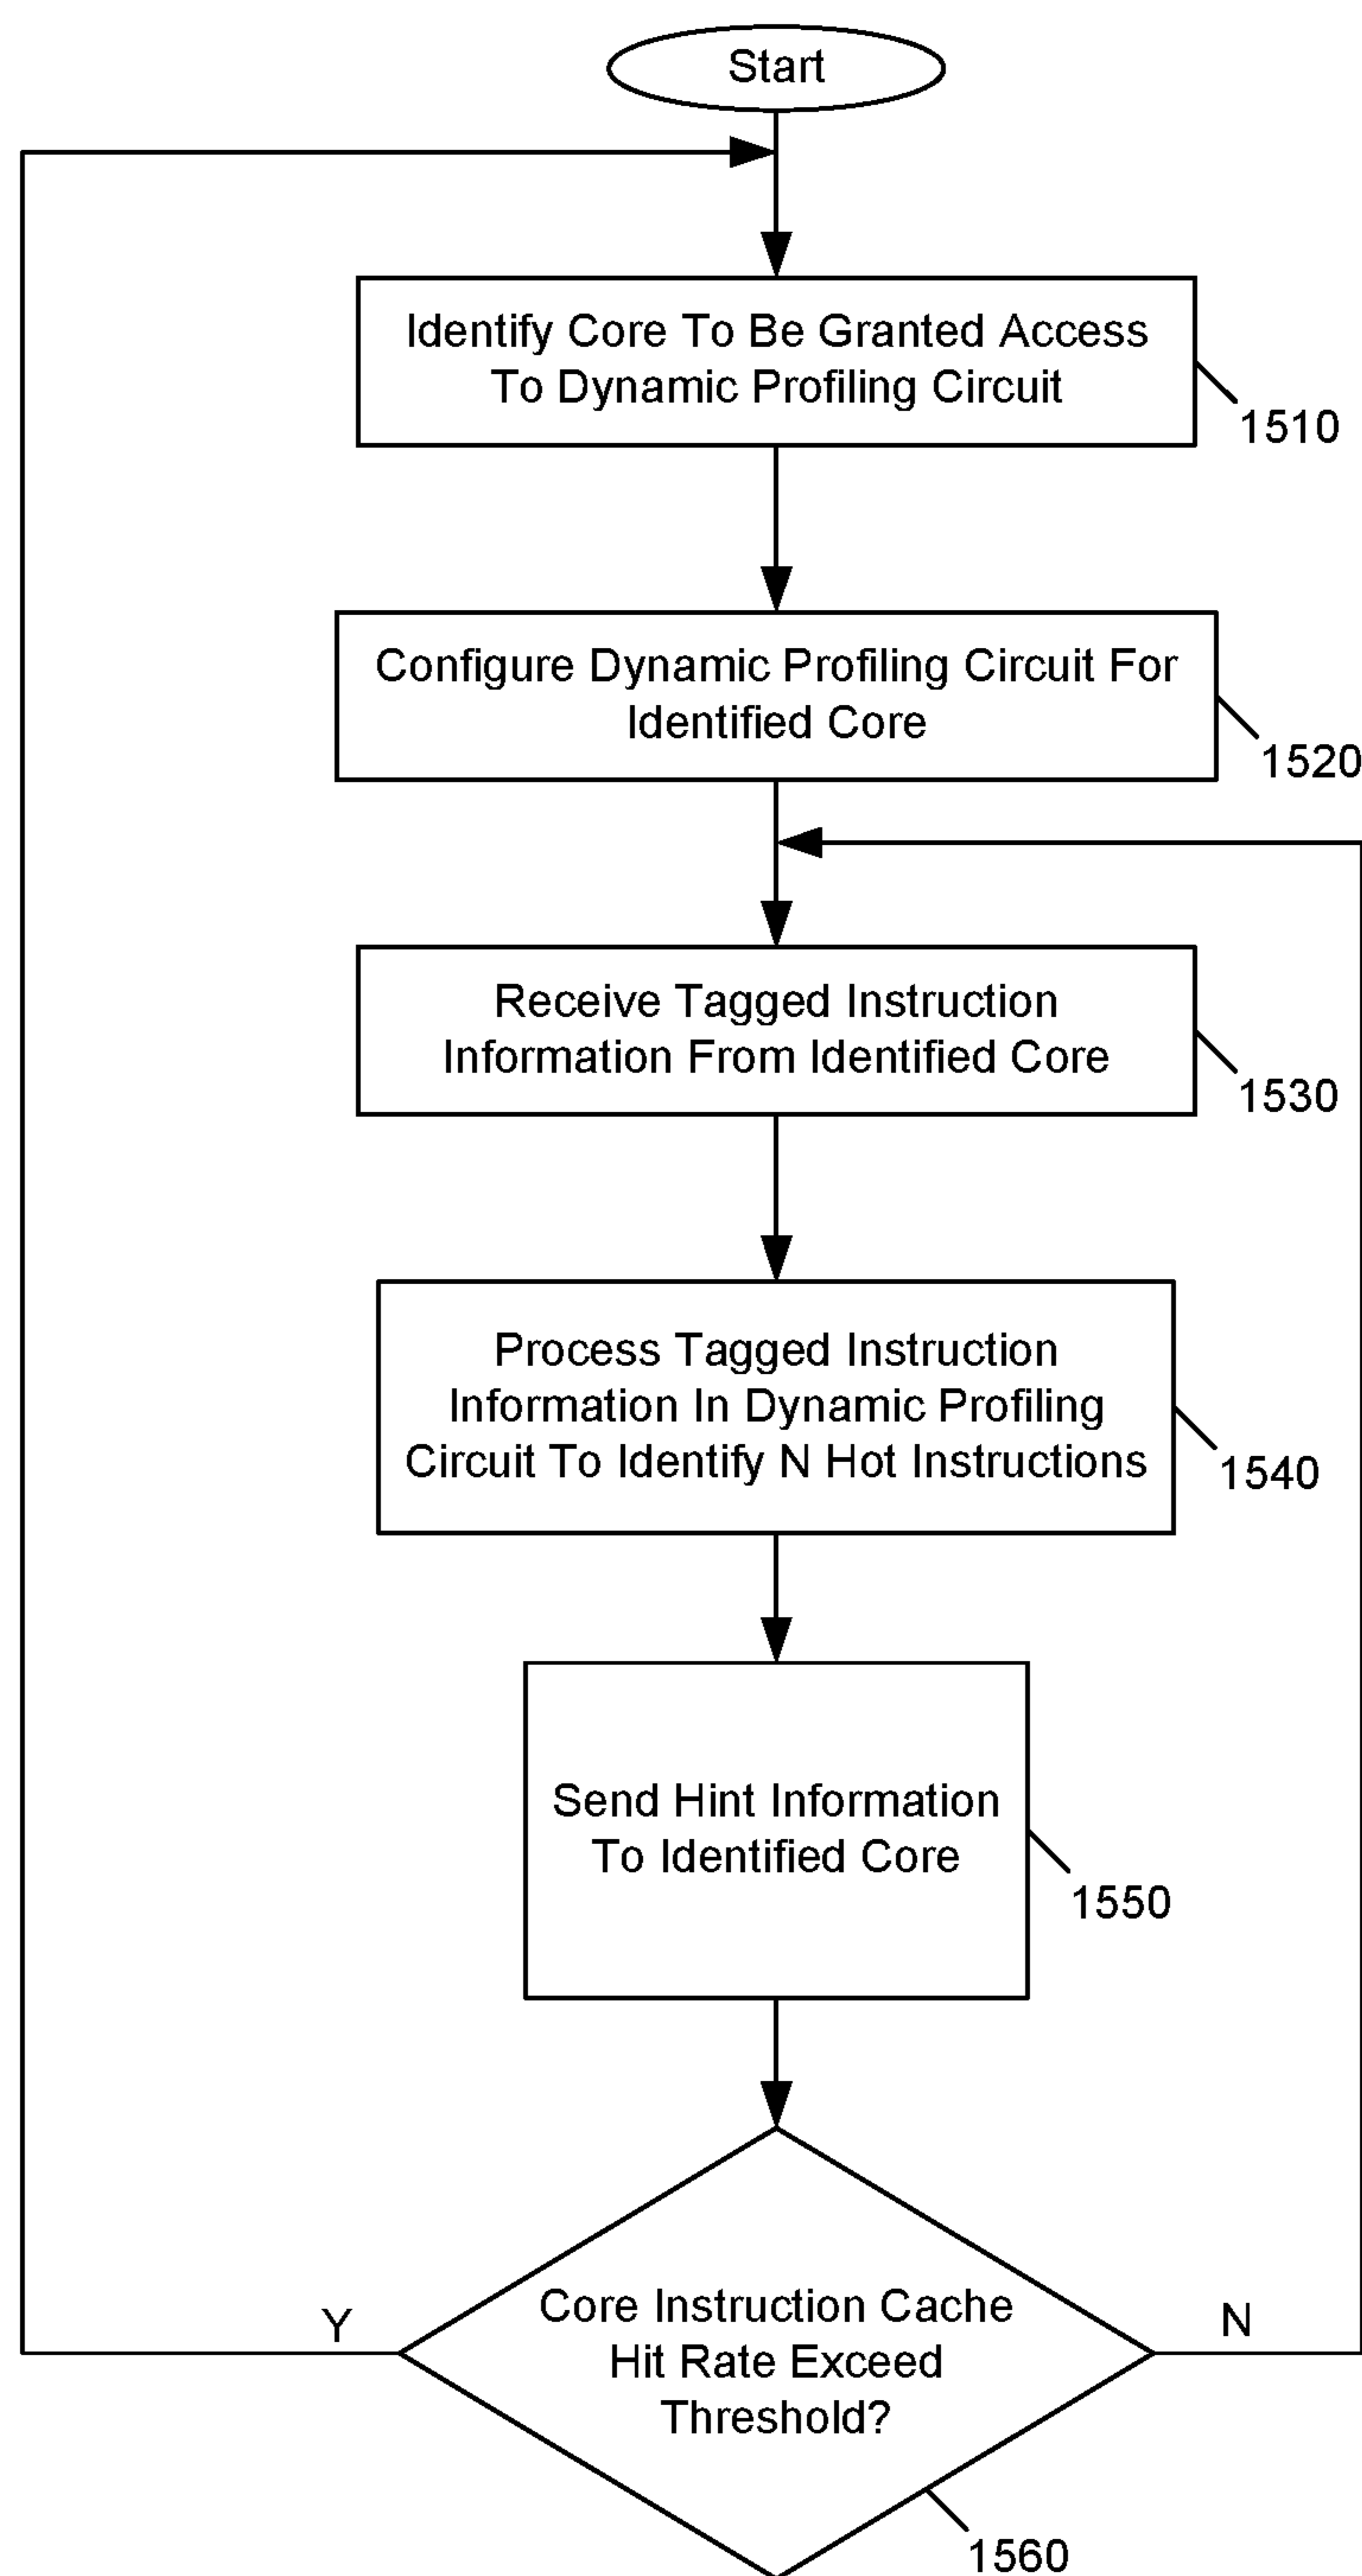 Start
Identify Core To Be Granted Access
To Dynamic Profiling Circuit
1510
Configure Dynamic Profiling Circuit For
Identified Core
1520
Receive Tagged Instruction
Information From Identified Core
1530
Process Tagged Instruction
Information In Dynamic Profiling
Circuit To Identify N Hot Instructions
1540
Send Hint Information
To Identified Core
1550
Core Instruction Cache
Hit Rate Exceed
Threshold?
Y
N
1560